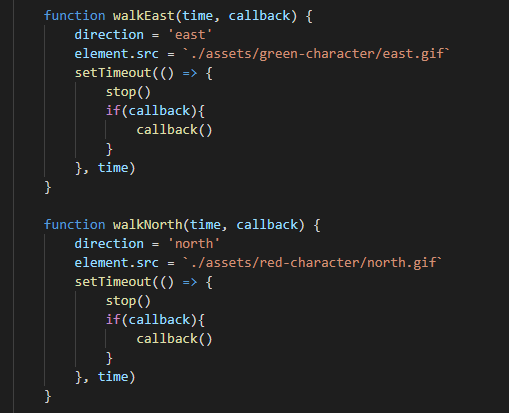 function walkEast(time, callback) {
    direction = 'east'
    element.src = `./assets/green-character/east.gif`
    setTimeout(() => {
        stop()
        if(callback){
            callback()
        }
    }, time)
}

function walkNorth(time, callback) {
    direction = 'north'
    element.src = `./assets/red-character/north.gif`
    setTimeout(() => {
        stop()
        if(callback){
            callback()
        }
    }, time)
}